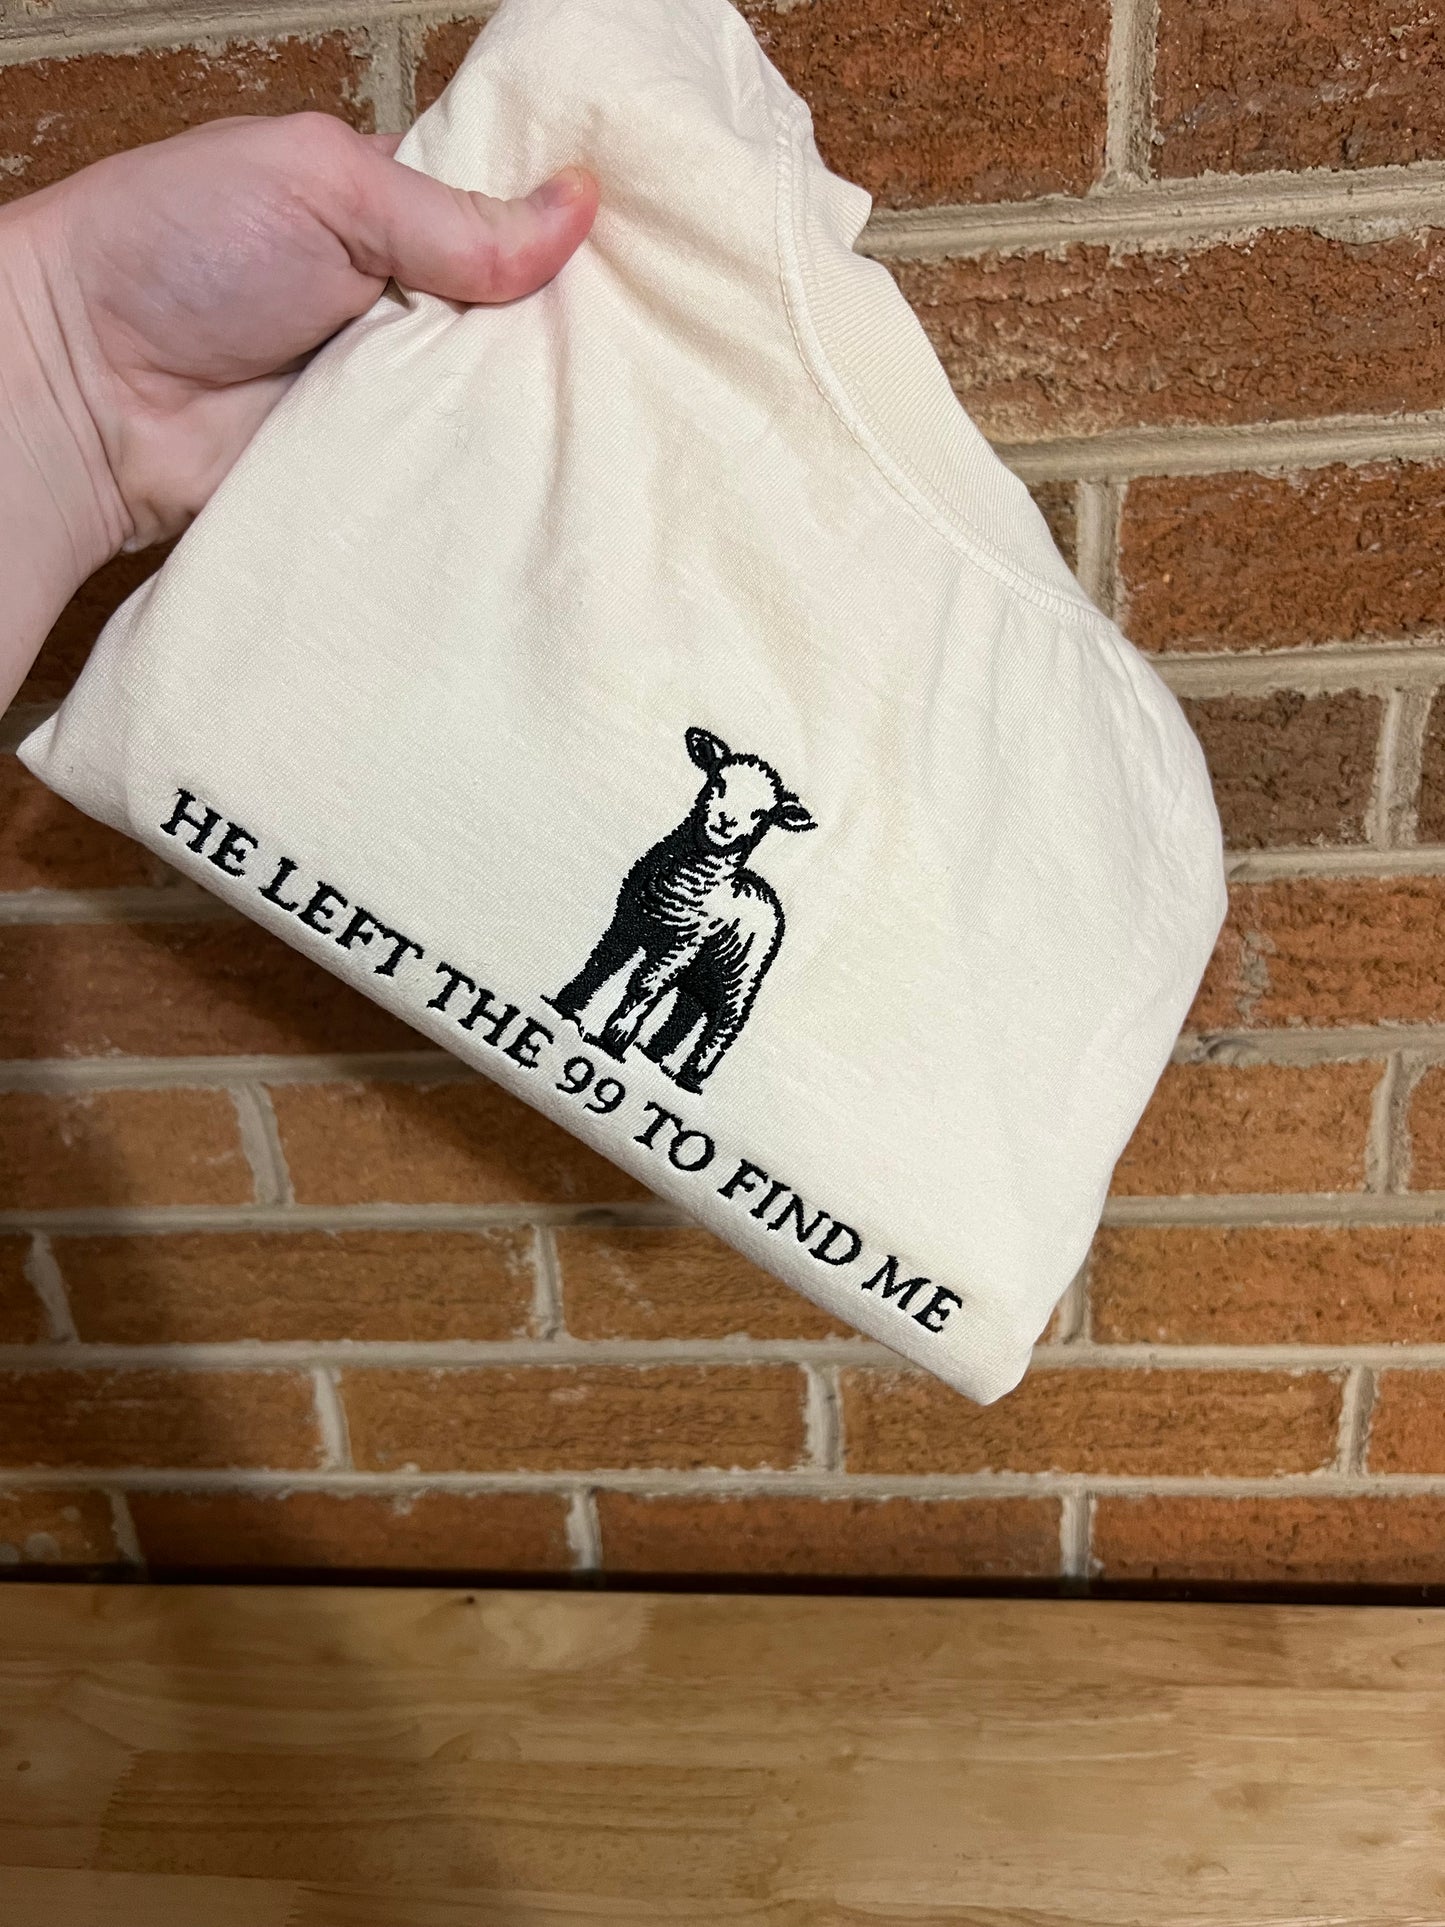 HE LEFT THE 99 TO FIND ME